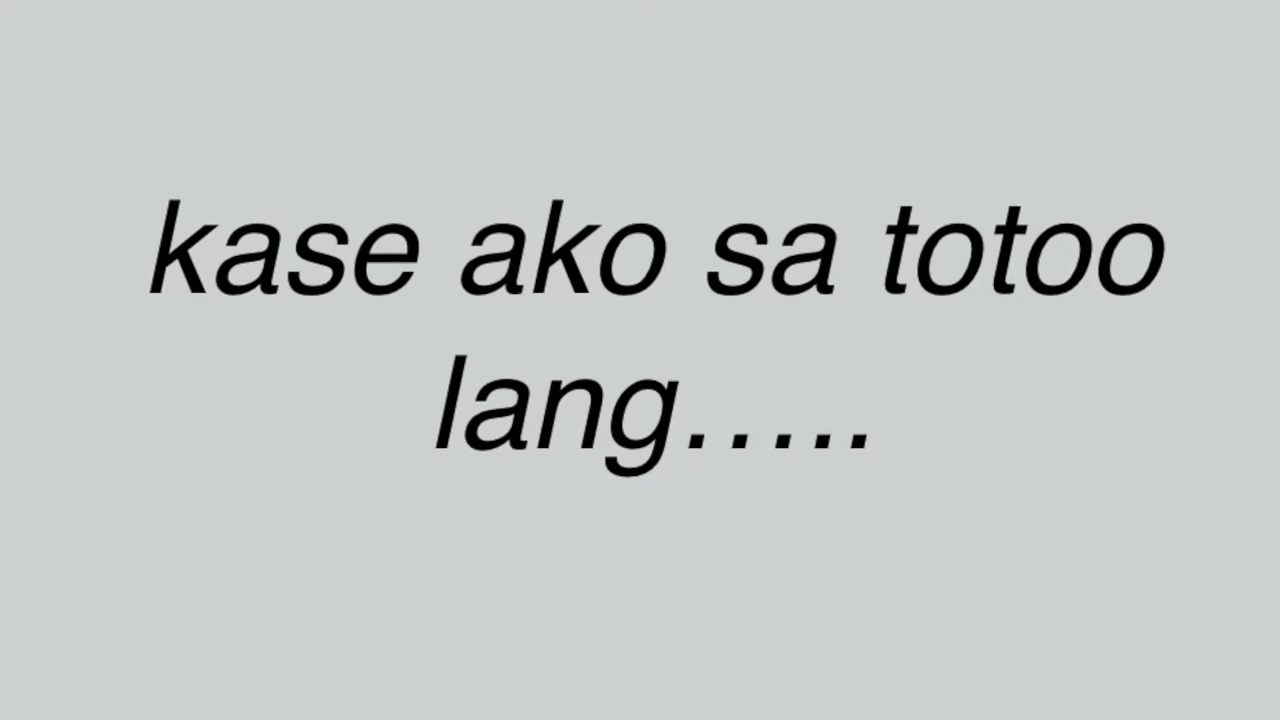 kase ako sa totoo
lang.....